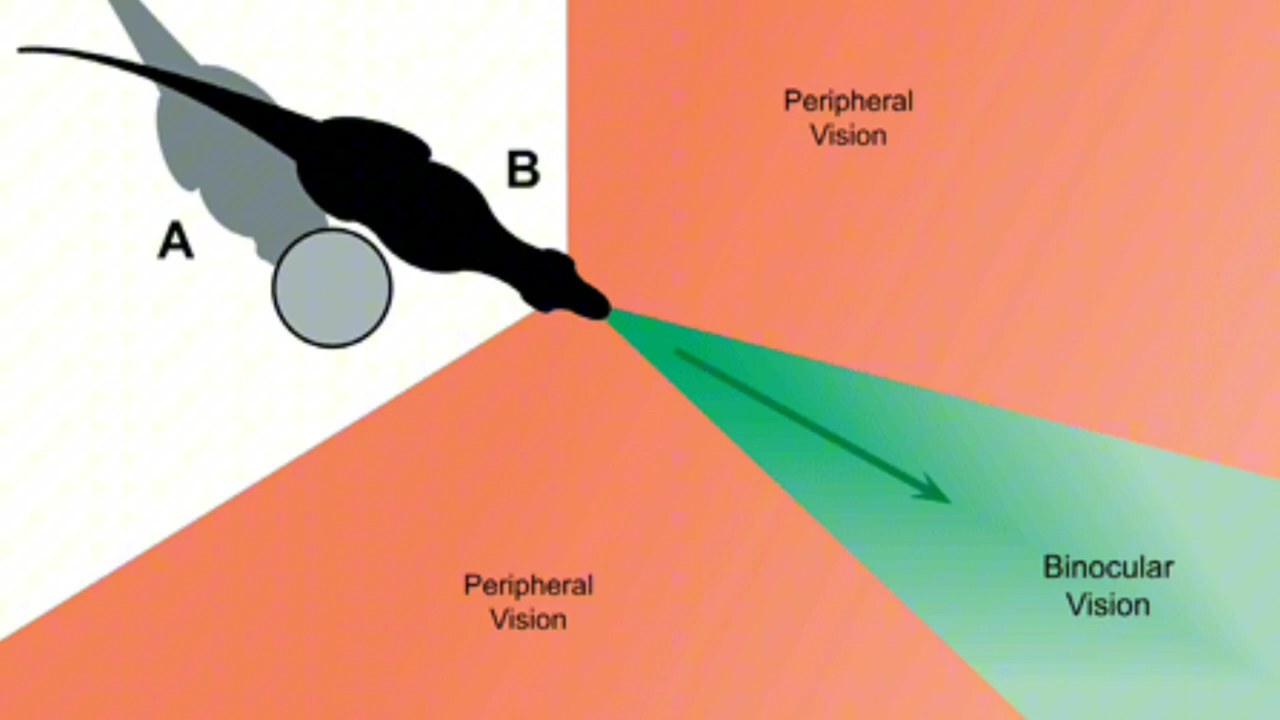 Peripheral
Vision
B
A
Binocular
Vision
Peripheral
Vision